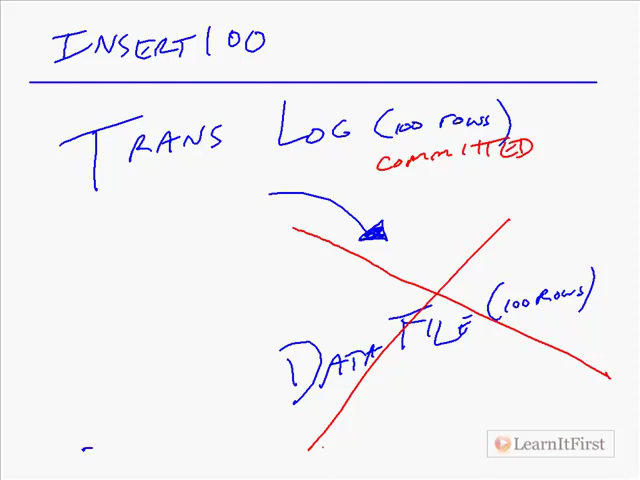 INSERT 100
TRANS LOG (100 ROWS)
COMMITTED
DATA FILE (100 ROWS)
LearnItFirst